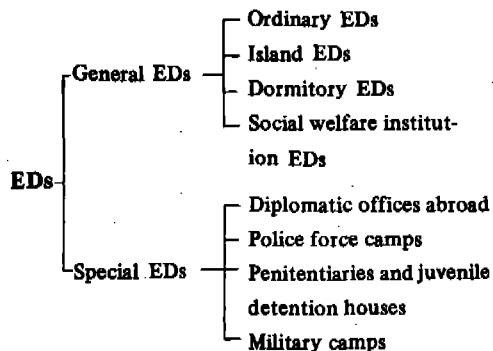 Ordinary EDs
General EDs
Island EDs
Dormitory EDs
Social welfare institut-
ion EDs
EDs
Diplomatic offices abroad
Police force camps
Special EDs
Penitentiaries and juvenile
detention houses
Military camps